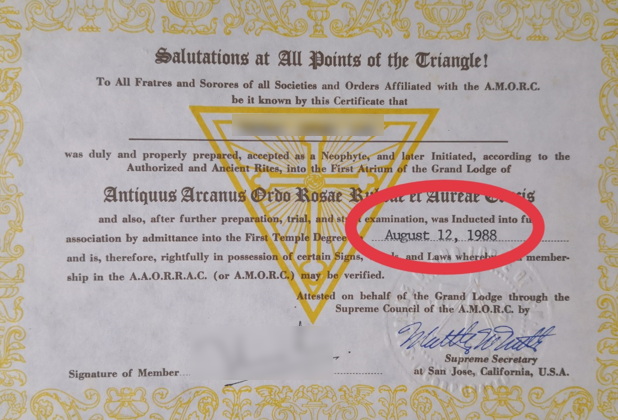 Salutations at All Points of the Triangle!
To All Fratres and Sorores of all Societies and Orders Affiliated with the A.M.O.R.C.
be it known by this Certificate that
was duly and properly prepared, accepted as a Neophyte, and later Initiated, according to the
Authorized and Ancient Rites, into the First Atrium of the Grand Lodge of
Antiquus Arcanus Ordo Rosae Rubeae et Aureae Crucis
and also, after further preparation, trial, and examination, was Inducted into
association by admittance into the First Temple Degree August 12, 1988
and is, therefore, rightfully in possession of certain Signs, and Laws member-
ship in the A.A.O.R.R.A.C. (or A.M.O.R.C.) may be verified.
Attested on behalf of the Grand Lodge through the
Supreme Council of the A.M.O.R.C. by
Supreme Secretary
Signature of Member at San Jose, California, U.S.A.